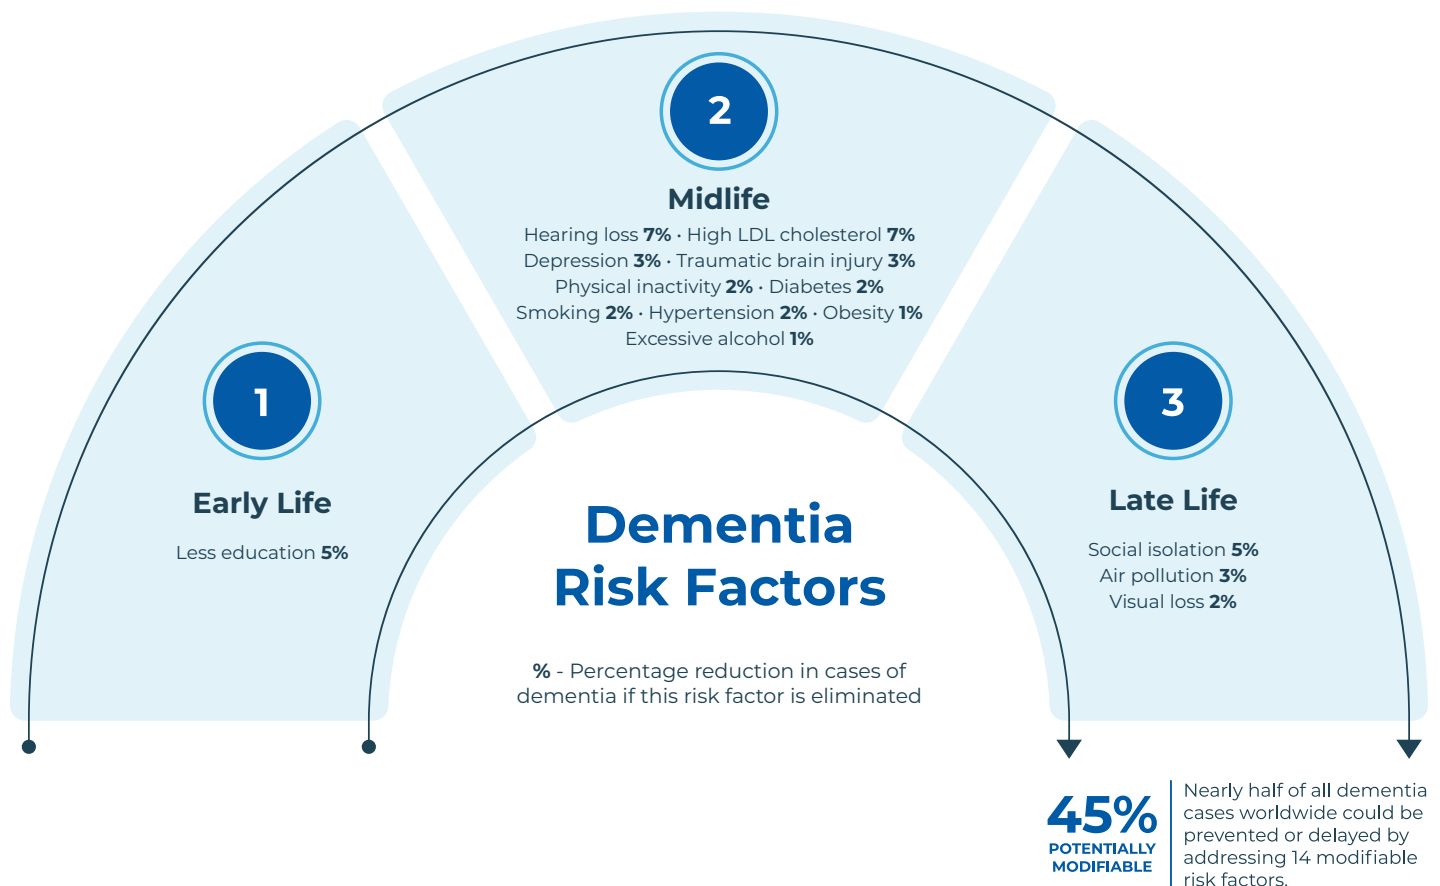 1
Early Life
Less education 5%
2
Midlife
Hearing loss 7% · High LDL cholesterol 7%
Depression 3% · Traumatic brain injury 3%
Physical inactivity 2% · Diabetes 2%
Smoking 2% · Hypertension 2% · Obesity 1%
Excessive alcohol 1%
3
Late Life
Social isolation 5%
Air pollution 3%
Visual loss 2%
Dementia
Risk Factors
% - Percentage reduction in cases of
dementia if this risk factor is eliminated
45%
POTENTIALLY
MODIFIABLE
Nearly half of all dementia
cases worldwide could be
prevented or delayed by
addressing 14 modifiable
risk factors.